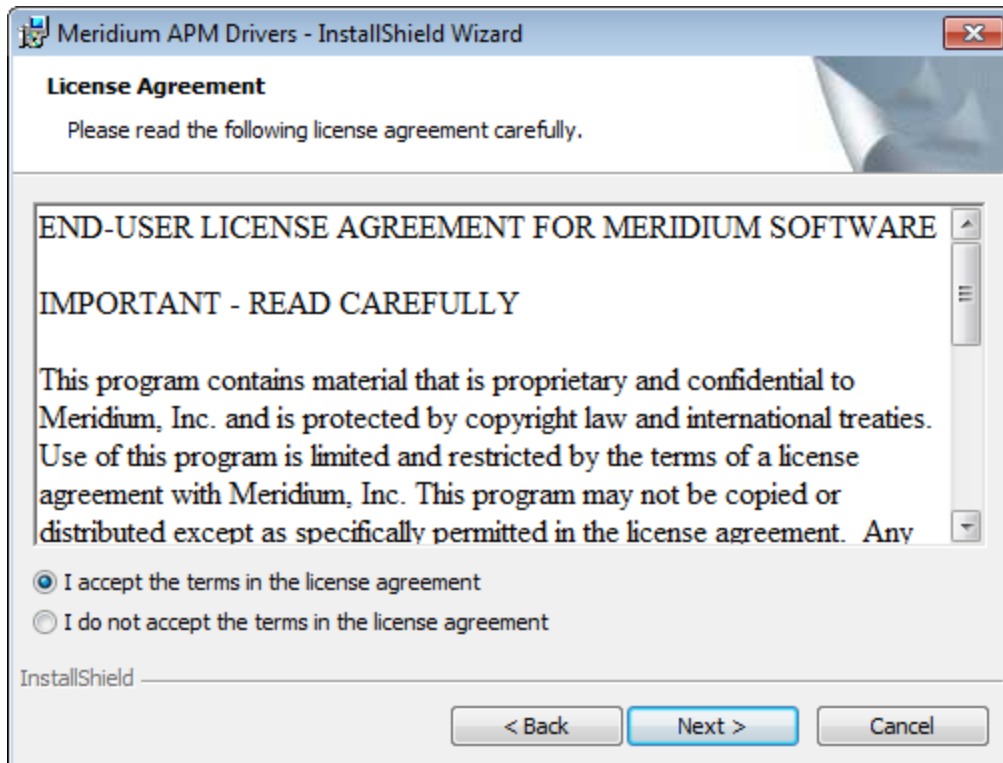 Meridium APM Drivers - InstallShield Wizard
License Agreement
Please read the following license agreement carefully.
END-USER LICENSE AGREEMENT FOR MERIDIUM SOFTWARE
IMPORTANT - READ CAREFULLY
This program contains material that is proprietary and confidential to
Meridium, Inc. and is protected by copyright law and international treaties.
Use of this program is limited and restricted by the terms of a license
agreement with Meridium, Inc. This program may not be copied or
distributed except as specifically permitted in the license agreement.  Any
I accept the terms in the license agreement
I do not accept the terms in the license agreement
InstallShield
< Back Next > Cancel